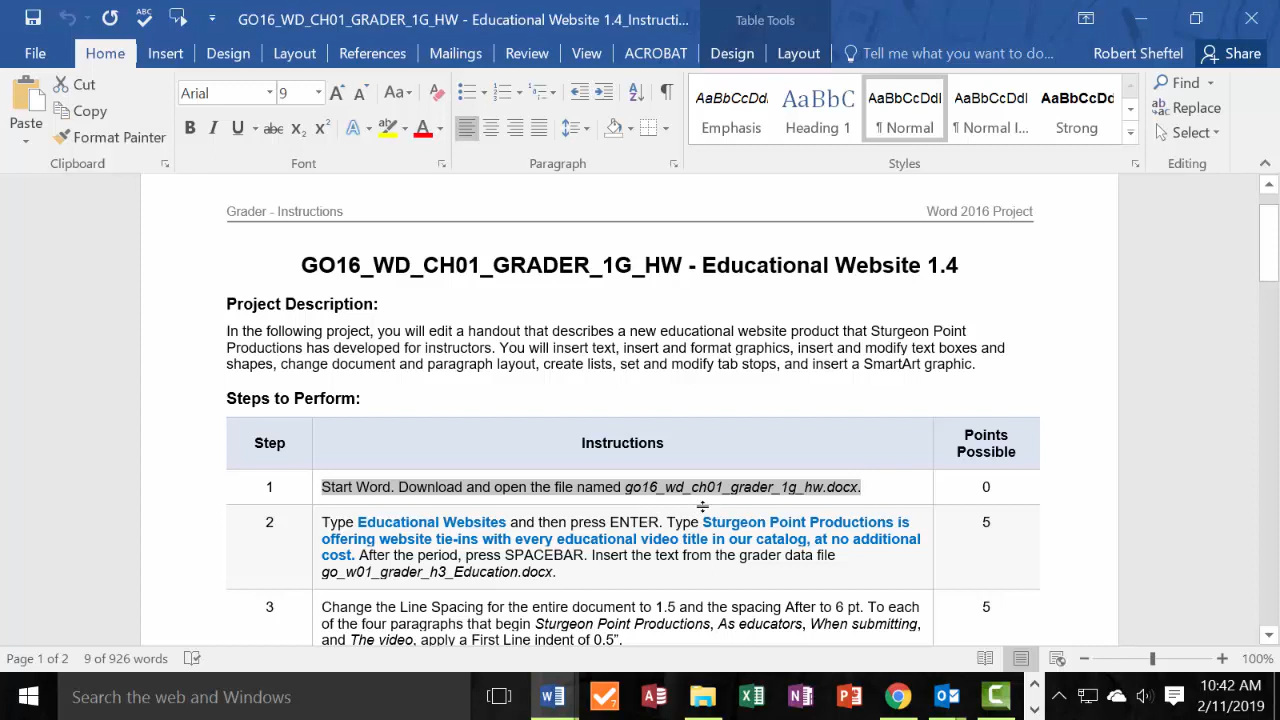 GO16_WD_CH01_GRADER_1G_HW - Educational Website 1.4_Instructi...
Table Tools
File Home Insert Design Layout References Mailings Review View ACROBAT Design Layout Tell me what you want to do... Robert Sheftel Share
Paste
Cut
Copy
Format Painter
Clipboard
Arial 9
Font
Paragraph
AaBbCcDdI AaBbC AaBbCcDdI AaBbCcDdI AaBbCcDd
Emphasis Heading 1 ¶ Normal ¶ Normal I... Strong
Styles
Find
Replace
Select
Editing
Grader - Instructions Word 2016 Project
GO16_WD_CH01_GRADER_1G_HW - Educational Website 1.4
Project Description:
In the following project, you will edit a handout that describes a new educational website product that Sturgeon Point
Productions has developed for instructors. You will insert text, insert and format graphics, insert and modify text boxes and
shapes, change document and paragraph layout, create lists, set and modify tab stops, and insert a SmartArt graphic.
Steps to Perform:
Step Instructions Points
Possible
1 Start Word. Download and open the file named go16_wd_ch01_grader_1g_hw.docx. 0
2 Type Educational Websites and then press ENTER. Type Sturgeon Point Productions is 5
offering website tie-ins with every educational video title in our catalog, at no additional
cost. After the period, press SPACEBAR. Insert the text from the grader data file
go_w01_grader_h3_Education.docx.
3 Change the Line Spacing for the entire document to 1.5 and the spacing After to 6 pt. To each 5
of the four paragraphs that begin Sturgeon Point Productions, As educators, When submitting,
and The video, apply a First Line indent of 0.5”.
Page 1 of 2 9 of 926 words 100%
Search the web and Windows
10:42 AM
2/11/2019